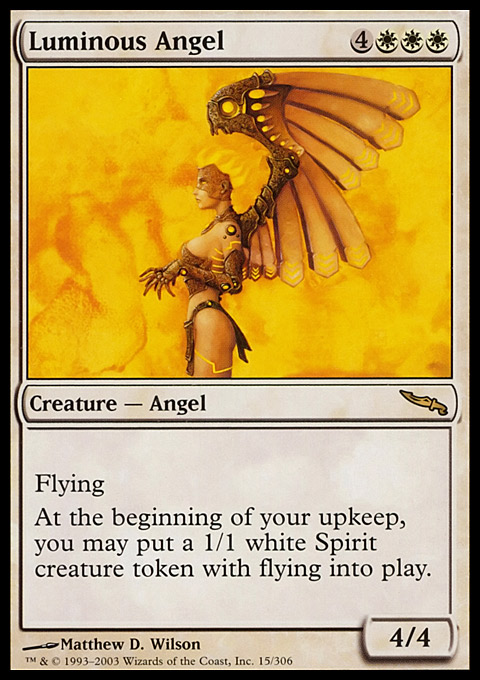 Luminous Angel 4
Creature — Angel
Flying
At the beginning of your upkeep,
you may put a 1/1 white Spirit
creature token with flying into play.
Matthew D. Wilson
™ & © 1993–2003 Wizards of the Coast, Inc. 15/306
4/4